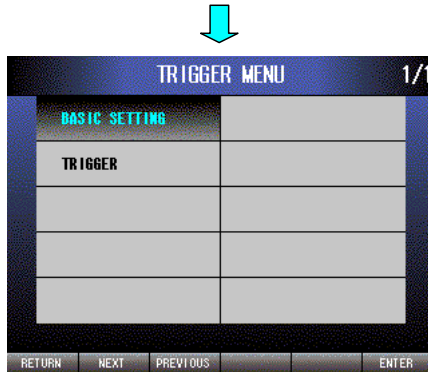 TRIGGER MENU 1/1
BASIC SETTING
TRIGGER
RETURN NEXT PREVIOUS ENTER